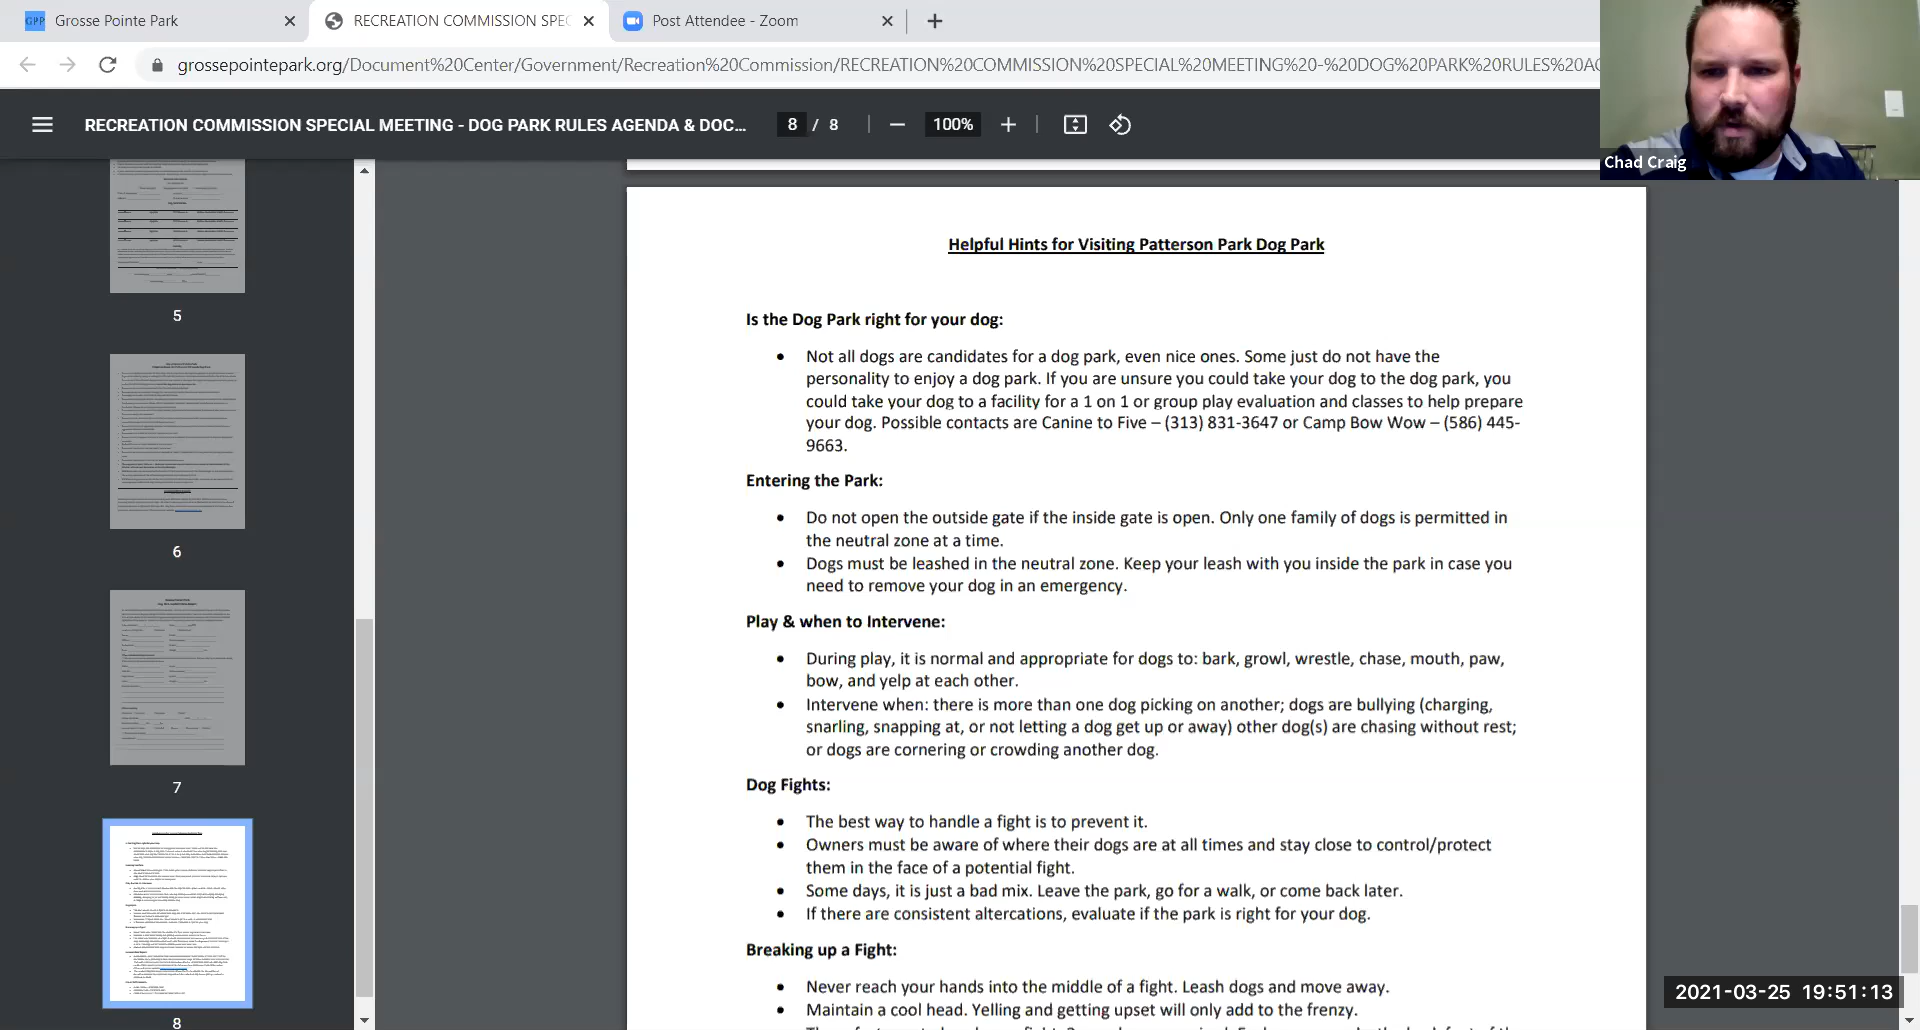 GPP
Grosse Pointe Park
RECREATION COMMISSION SPEC
Post Attendee - Zoom
grossepointepark.org/Document%20Center/Government/Recreation%20Commission/RECREATION%20COMMISSION%20SPECIAL%20MEETING%20-%20DOG%20PARK%20RULES%20AG
RECREATION COMMISSION SPECIAL MEETING - DOG PARK RULES AGENDA & DOC...
8 / 8
100%
Chad Craig
5
6
7
8
Helpful Hints for Visiting Patterson Park Dog Park
Is the Dog Park right for your dog:
• Not all dogs are candidates for a dog park, even nice ones. Some just do not have the
personality to enjoy a dog park. If you are unsure you could take your dog to the dog park, you
could take your dog to a facility for a 1 on 1 or group play evaluation and classes to help prepare
your dog. Possible contacts are Canine to Five – (313) 831-3647 or Camp Bow Wow – (586) 445-
9663.
Entering the Park:
• Do not open the outside gate if the inside gate is open. Only one family of dogs is permitted in
the neutral zone at a time.
• Dogs must be leashed in the neutral zone. Keep your leash with you inside the park in case you
need to remove your dog in an emergency.
Play & when to Intervene:
• During play, it is normal and appropriate for dogs to: bark, growl, wrestle, chase, mouth, paw,
bow, and yelp at each other.
• Intervene when: there is more than one dog picking on another; dogs are bullying (charging,
snarling, snapping at, or not letting a dog get up or away) other dog(s) are chasing without rest;
or dogs are cornering or crowding another dog.
Dog Fights:
• The best way to handle a fight is to prevent it.
• Owners must be aware of where their dogs are at all times and stay close to control/protect
them in the face of a potential fight.
• Some days, it is just a bad mix. Leave the park, go for a walk, or come back later.
• If there are consistent altercations, evaluate if the park is right for your dog.
Breaking up a Fight:
• Never reach your hands into the middle of a fight. Leash dogs and move away.
• Maintain a cool head. Yelling and getting upset will only add to the frenzy.
2021-03-25 19:51:13